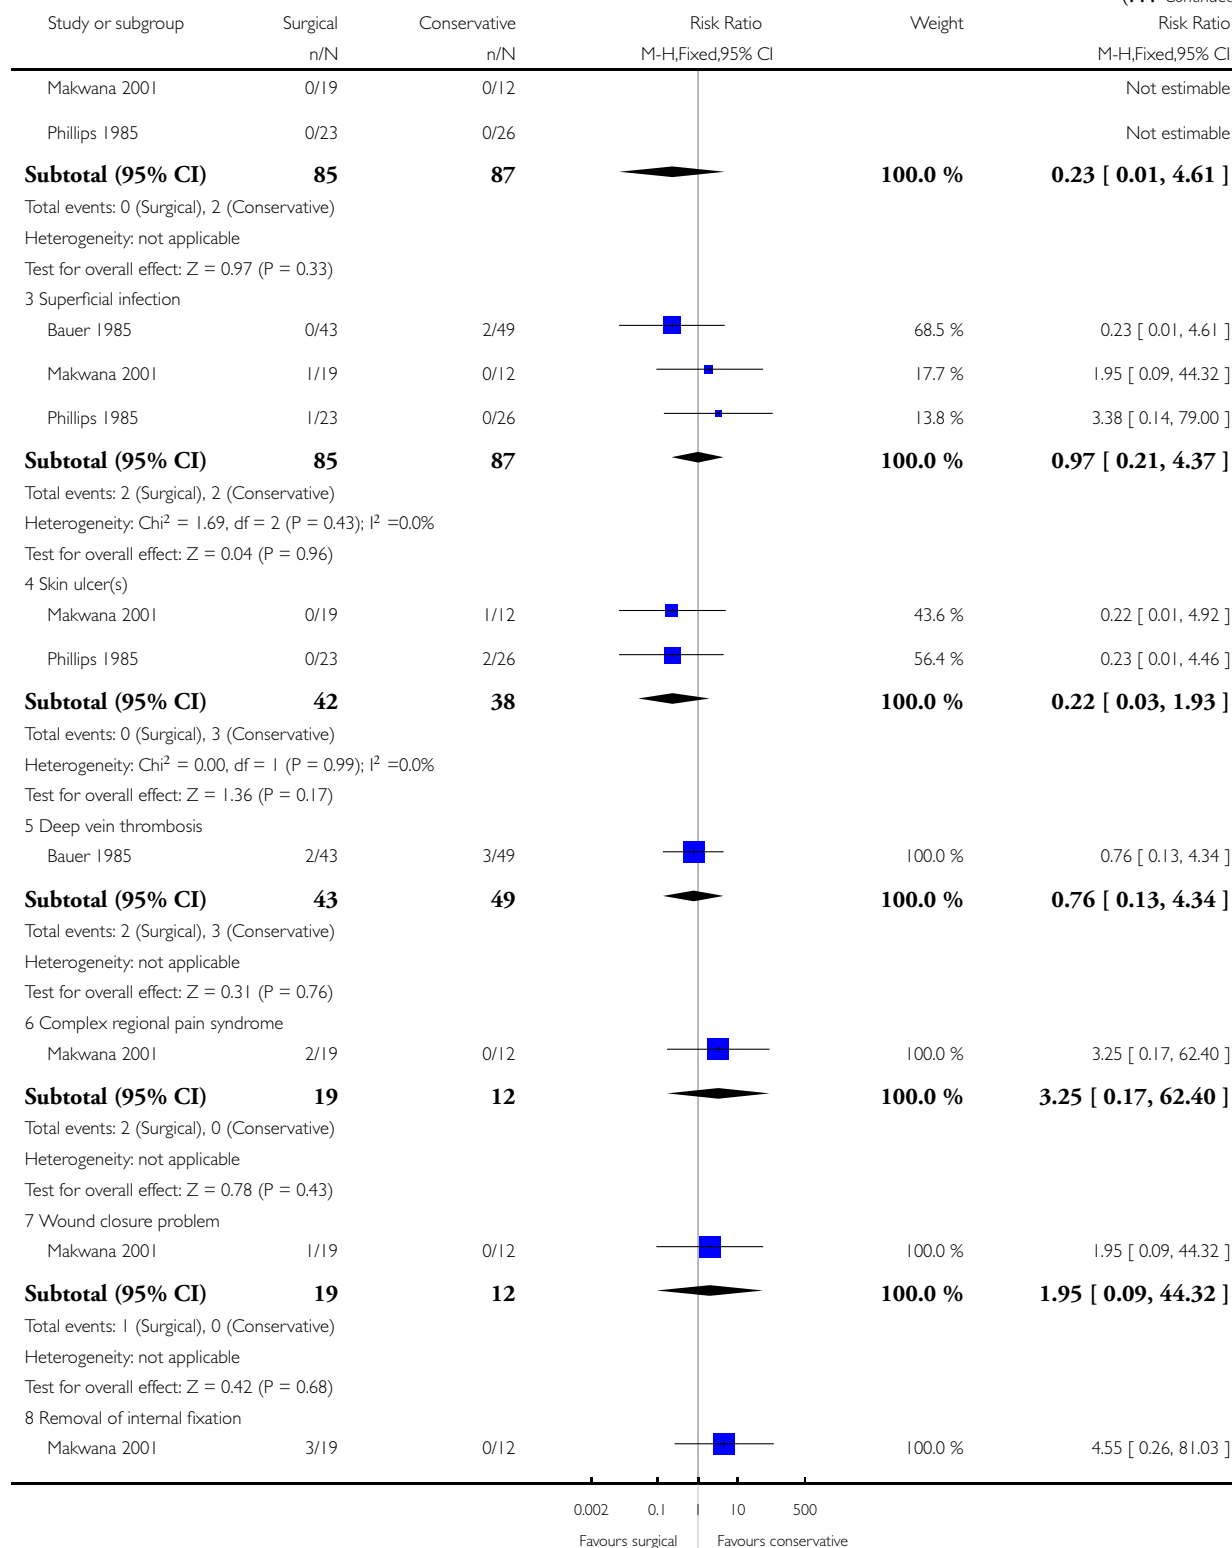 (... Continued
Study or subgroup Surgical Conservative Risk Ratio Weight Risk Ratio
n/N n/N M-H,Fixed,95% CI M-H,Fixed,95% CI
Makwana 2001 0/19 0/12 Not estimable
Phillips 1985 0/23 0/26 Not estimable
Subtotal (95% CI) 85 87 100.0 % 0.23 [ 0.01, 4.61 ]
Total events: 0 (Surgical), 2 (Conservative)
Heterogeneity: not applicable
Test for overall effect: Z = 0.97 (P = 0.33)
3 Superficial infection
Bauer 1985 0/43 2/49 68.5 % 0.23 [ 0.01, 4.61 ]
Makwana 2001 1/19 0/12 17.7 % 1.95 [ 0.09, 44.32 ]
Phillips 1985 1/23 0/26 13.8 % 3.38 [ 0.14, 79.00 ]
Subtotal (95% CI) 85 87 100.0 % 0.97 [ 0.21, 4.37 ]
Total events: 2 (Surgical), 2 (Conservative)
Heterogeneity: Chi² = 1.69, df = 2 (P = 0.43); I² =0.0%
Test for overall effect: Z = 0.04 (P = 0.96)
4 Skin ulcer(s)
Makwana 2001 0/19 1/12 43.6 % 0.22 [ 0.01, 4.92 ]
Phillips 1985 0/23 2/26 56.4 % 0.23 [ 0.01, 4.46 ]
Subtotal (95% CI) 42 38 100.0 % 0.22 [ 0.03, 1.93 ]
Total events: 0 (Surgical), 3 (Conservative)
Heterogeneity: Chi² = 0.00, df = 1 (P = 0.99); I² =0.0%
Test for overall effect: Z = 1.36 (P = 0.17)
5 Deep vein thrombosis
Bauer 1985 2/43 3/49 100.0 % 0.76 [ 0.13, 4.34 ]
Subtotal (95% CI) 43 49 100.0 % 0.76 [ 0.13, 4.34 ]
Total events: 2 (Surgical), 3 (Conservative)
Heterogeneity: not applicable
Test for overall effect: Z = 0.31 (P = 0.76)
6 Complex regional pain syndrome
Makwana 2001 2/19 0/12 100.0 % 3.25 [ 0.17, 62.40 ]
Subtotal (95% CI) 19 12 100.0 % 3.25 [ 0.17, 62.40 ]
Total events: 2 (Surgical), 0 (Conservative)
Heterogeneity: not applicable
Test for overall effect: Z = 0.78 (P = 0.43)
7 Wound closure problem
Makwana 2001 1/19 0/12 100.0 % 1.95 [ 0.09, 44.32 ]
Subtotal (95% CI) 19 12 100.0 % 1.95 [ 0.09, 44.32 ]
Total events: 1 (Surgical), 0 (Conservative)
Heterogeneity: not applicable
Test for overall effect: Z = 0.42 (P = 0.68)
8 Removal of internal fixation
Makwana 2001 3/19 0/12 100.0 % 4.55 [ 0.26, 81.03 ]
0.002 0.1 1 10 500
Favours surgical Favours conservative